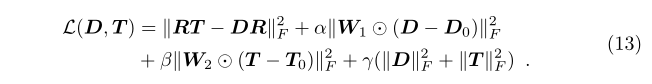 ℒ(D, T) = ‖RT − DR‖²_F + α‖W₁ ⊙ (D − D₀)‖²_F
+ β‖W₂ ⊙ (T − T₀)‖²_F + γ(‖D‖²_F + ‖T‖²_F) . (13)